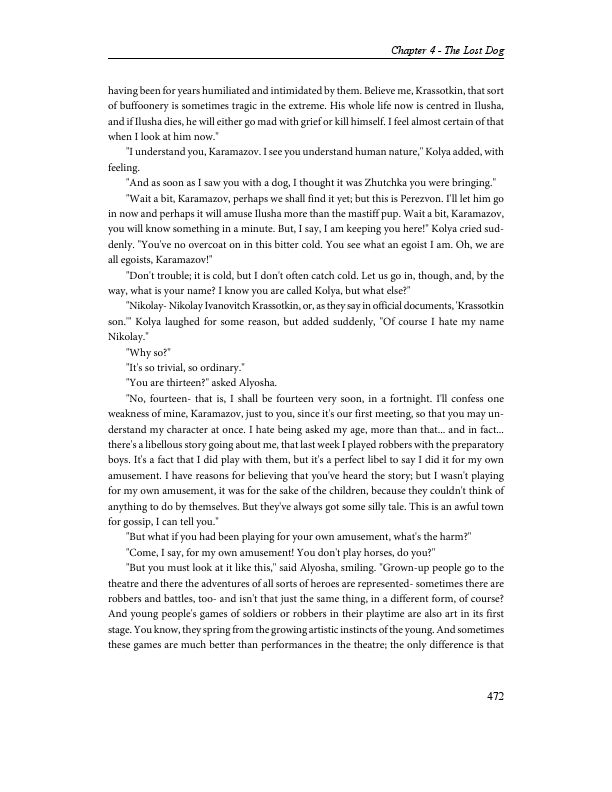 Chapter 4 - The Lost Dog
having been for years humiliated and intimidated by them. Believe me, Krassotkin, that sort
of buffoonery is sometimes tragic in the extreme. His whole life now is centred in Ilusha,
and if Ilusha dies, he will either go mad with grief or kill himself. I feel almost certain of that
when I look at him now."
"I understand you, Karamazov. I see you understand human nature," Kolya added, with
feeling.
"And as soon as I saw you with a dog, I thought it was Zhutchka you were bringing."
"Wait a bit, Karamazov, perhaps we shall find it yet; but this is Perezvon. I'll let him go
in now and perhaps it will amuse Ilusha more than the mastiff pup. Wait a bit, Karamazov,
you will know something in a minute. But, I say, I am keeping you here!" Kolya cried sud-
denly. "You've no overcoat on in this bitter cold. You see what an egoist I am. Oh, we are
all egoists, Karamazov!"
"Don't trouble; it is cold, but I don't often catch cold. Let us go in, though, and, by the
way, what is your name? I know you are called Kolya, but what else?"
"Nikolay- Nikolay Ivanovitch Krassotkin, or, as they say in official documents, 'Krassotkin
son.'" Kolya laughed for some reason, but added suddenly, "Of course I hate my name
Nikolay."
"Why so?"
"It's so trivial, so ordinary."
"You are thirteen?" asked Alyosha.
"No, fourteen- that is, I shall be fourteen very soon, in a fortnight. I'll confess one
weakness of mine, Karamazov, just to you, since it's our first meeting, so that you may un-
derstand my character at once. I hate being asked my age, more than that... and in fact...
there's a libellous story going about me, that last week I played robbers with the preparatory
boys. It's a fact that I did play with them, but it's a perfect libel to say I did it for my own
amusement. I have reasons for believing that you've heard the story; but I wasn't playing
for my own amusement, it was for the sake of the children, because they couldn't think of
anything to do by themselves. But they've always got some silly tale. This is an awful town
for gossip, I can tell you."
"But what if you had been playing for your own amusement, what's the harm?"
"Come, I say, for my own amusement! You don't play horses, do you?"
"But you must look at it like this," said Alyosha, smiling. "Grown-up people go to the
theatre and there the adventures of all sorts of heroes are represented- sometimes there are
robbers and battles, too- and isn't that just the same thing, in a different form, of course?
And young people's games of soldiers or robbers in their playtime are also art in its first
stage. You know, they spring from the growing artistic instincts of the young. And sometimes
these games are much better than performances in the theatre; the only difference is that
472